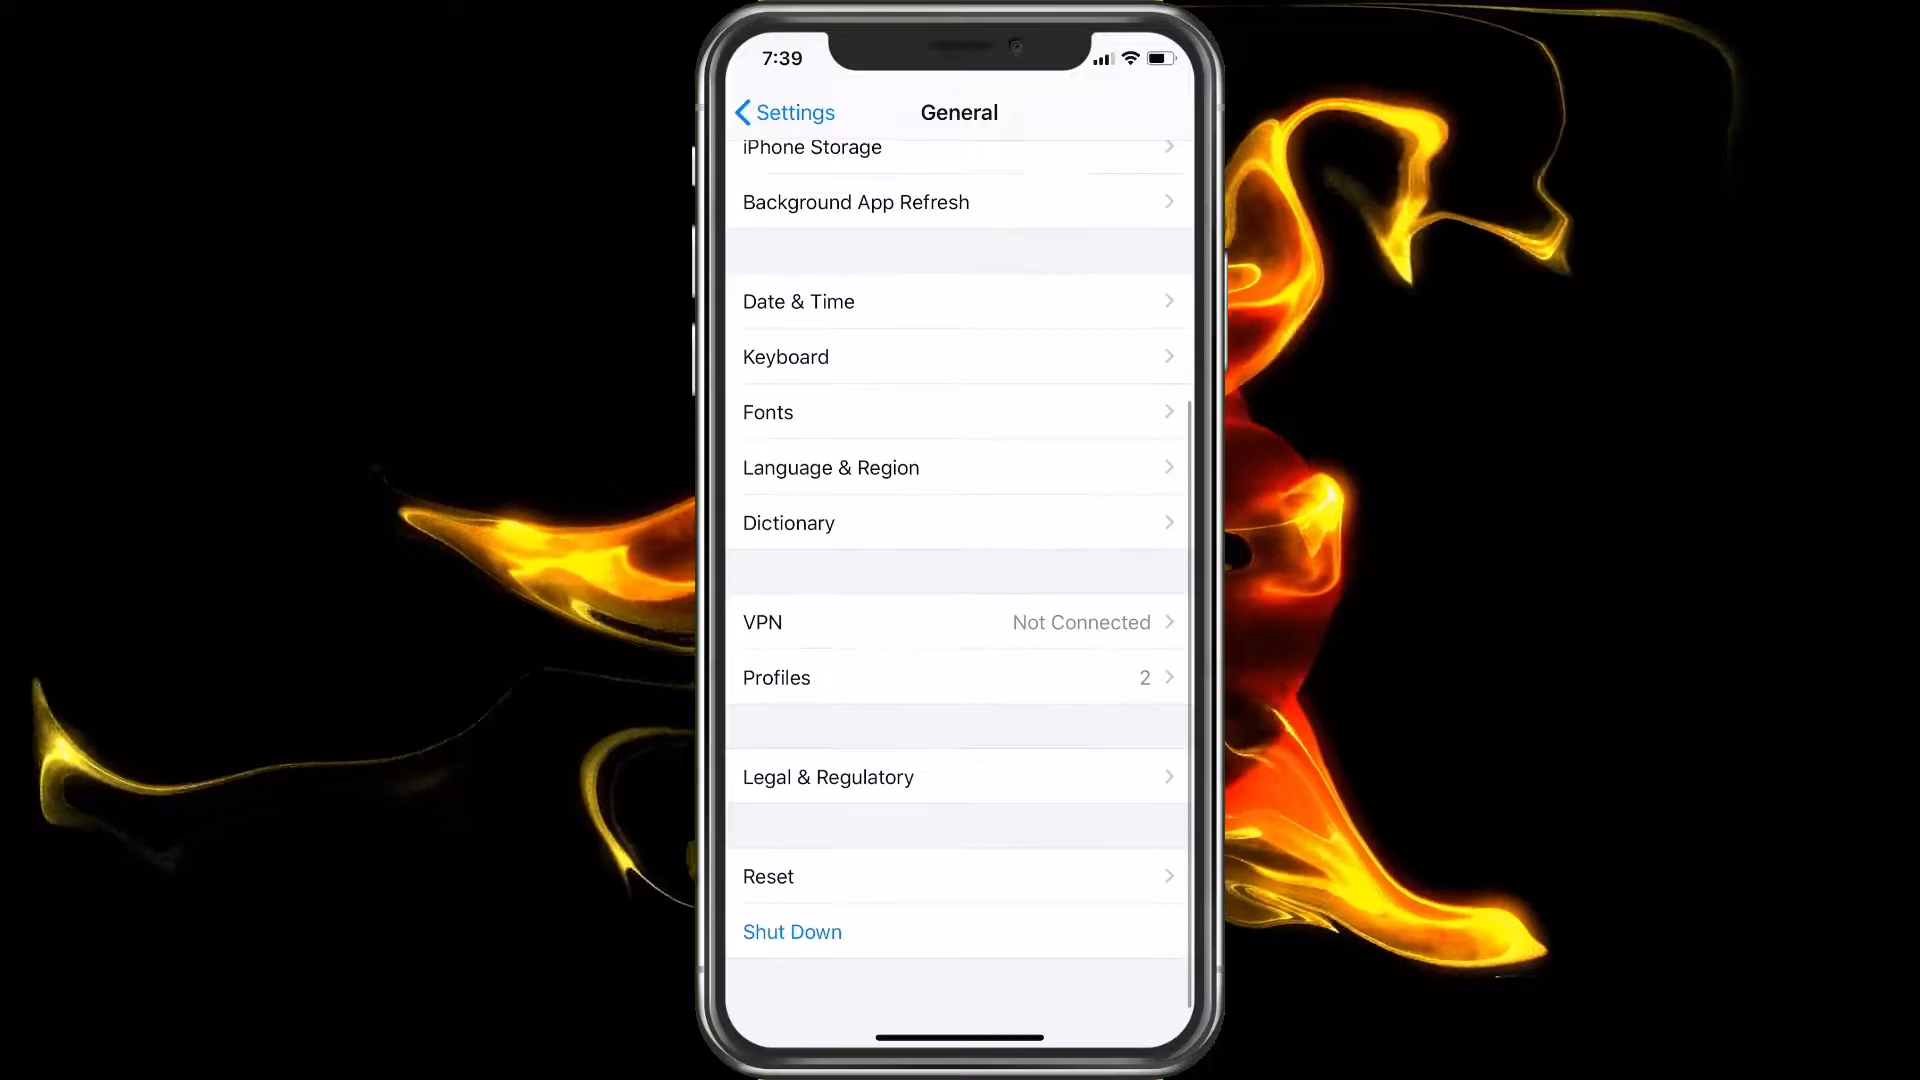 7:39
Settings
General
iPhone Storage
Background App Refresh
Date & Time
Keyboard
Fonts
Language & Region
Dictionary
VPN Not Connected
Profiles 2
Legal & Regulatory
Reset
Shut Down